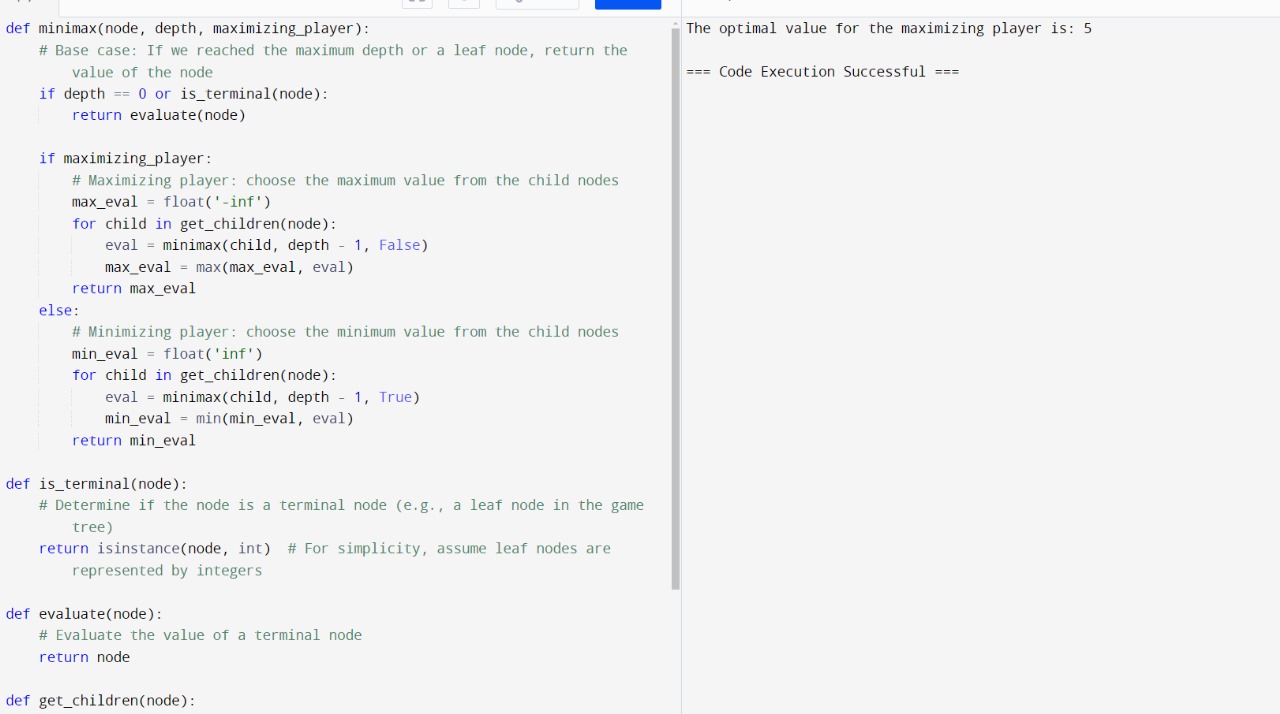 def minimax(node, depth, maximizing_player):
    # Base case: If we reached the maximum depth or a leaf node, return the
        value of the node
    if depth == 0 or is_terminal(node):
        return evaluate(node)

    if maximizing_player:
        # Maximizing player: choose the maximum value from the child nodes
        max_eval = float('-inf')
        for child in get_children(node):
            eval = minimax(child, depth - 1, False)
            max_eval = max(max_eval, eval)
        return max_eval
    else:
        # Minimizing player: choose the minimum value from the child nodes
        min_eval = float('inf')
        for child in get_children(node):
            eval = minimax(child, depth - 1, True)
            min_eval = min(min_eval, eval)
        return min_eval

def is_terminal(node):
    # Determine if the node is a terminal node (e.g., a leaf node in the game
        tree)
    return isinstance(node, int)  # For simplicity, assume leaf nodes are
        represented by integers

def evaluate(node):
    # Evaluate the value of a terminal node
    return node

def get_children(node):
The optimal value for the maximizing player is: 5

=== Code Execution Successful ===